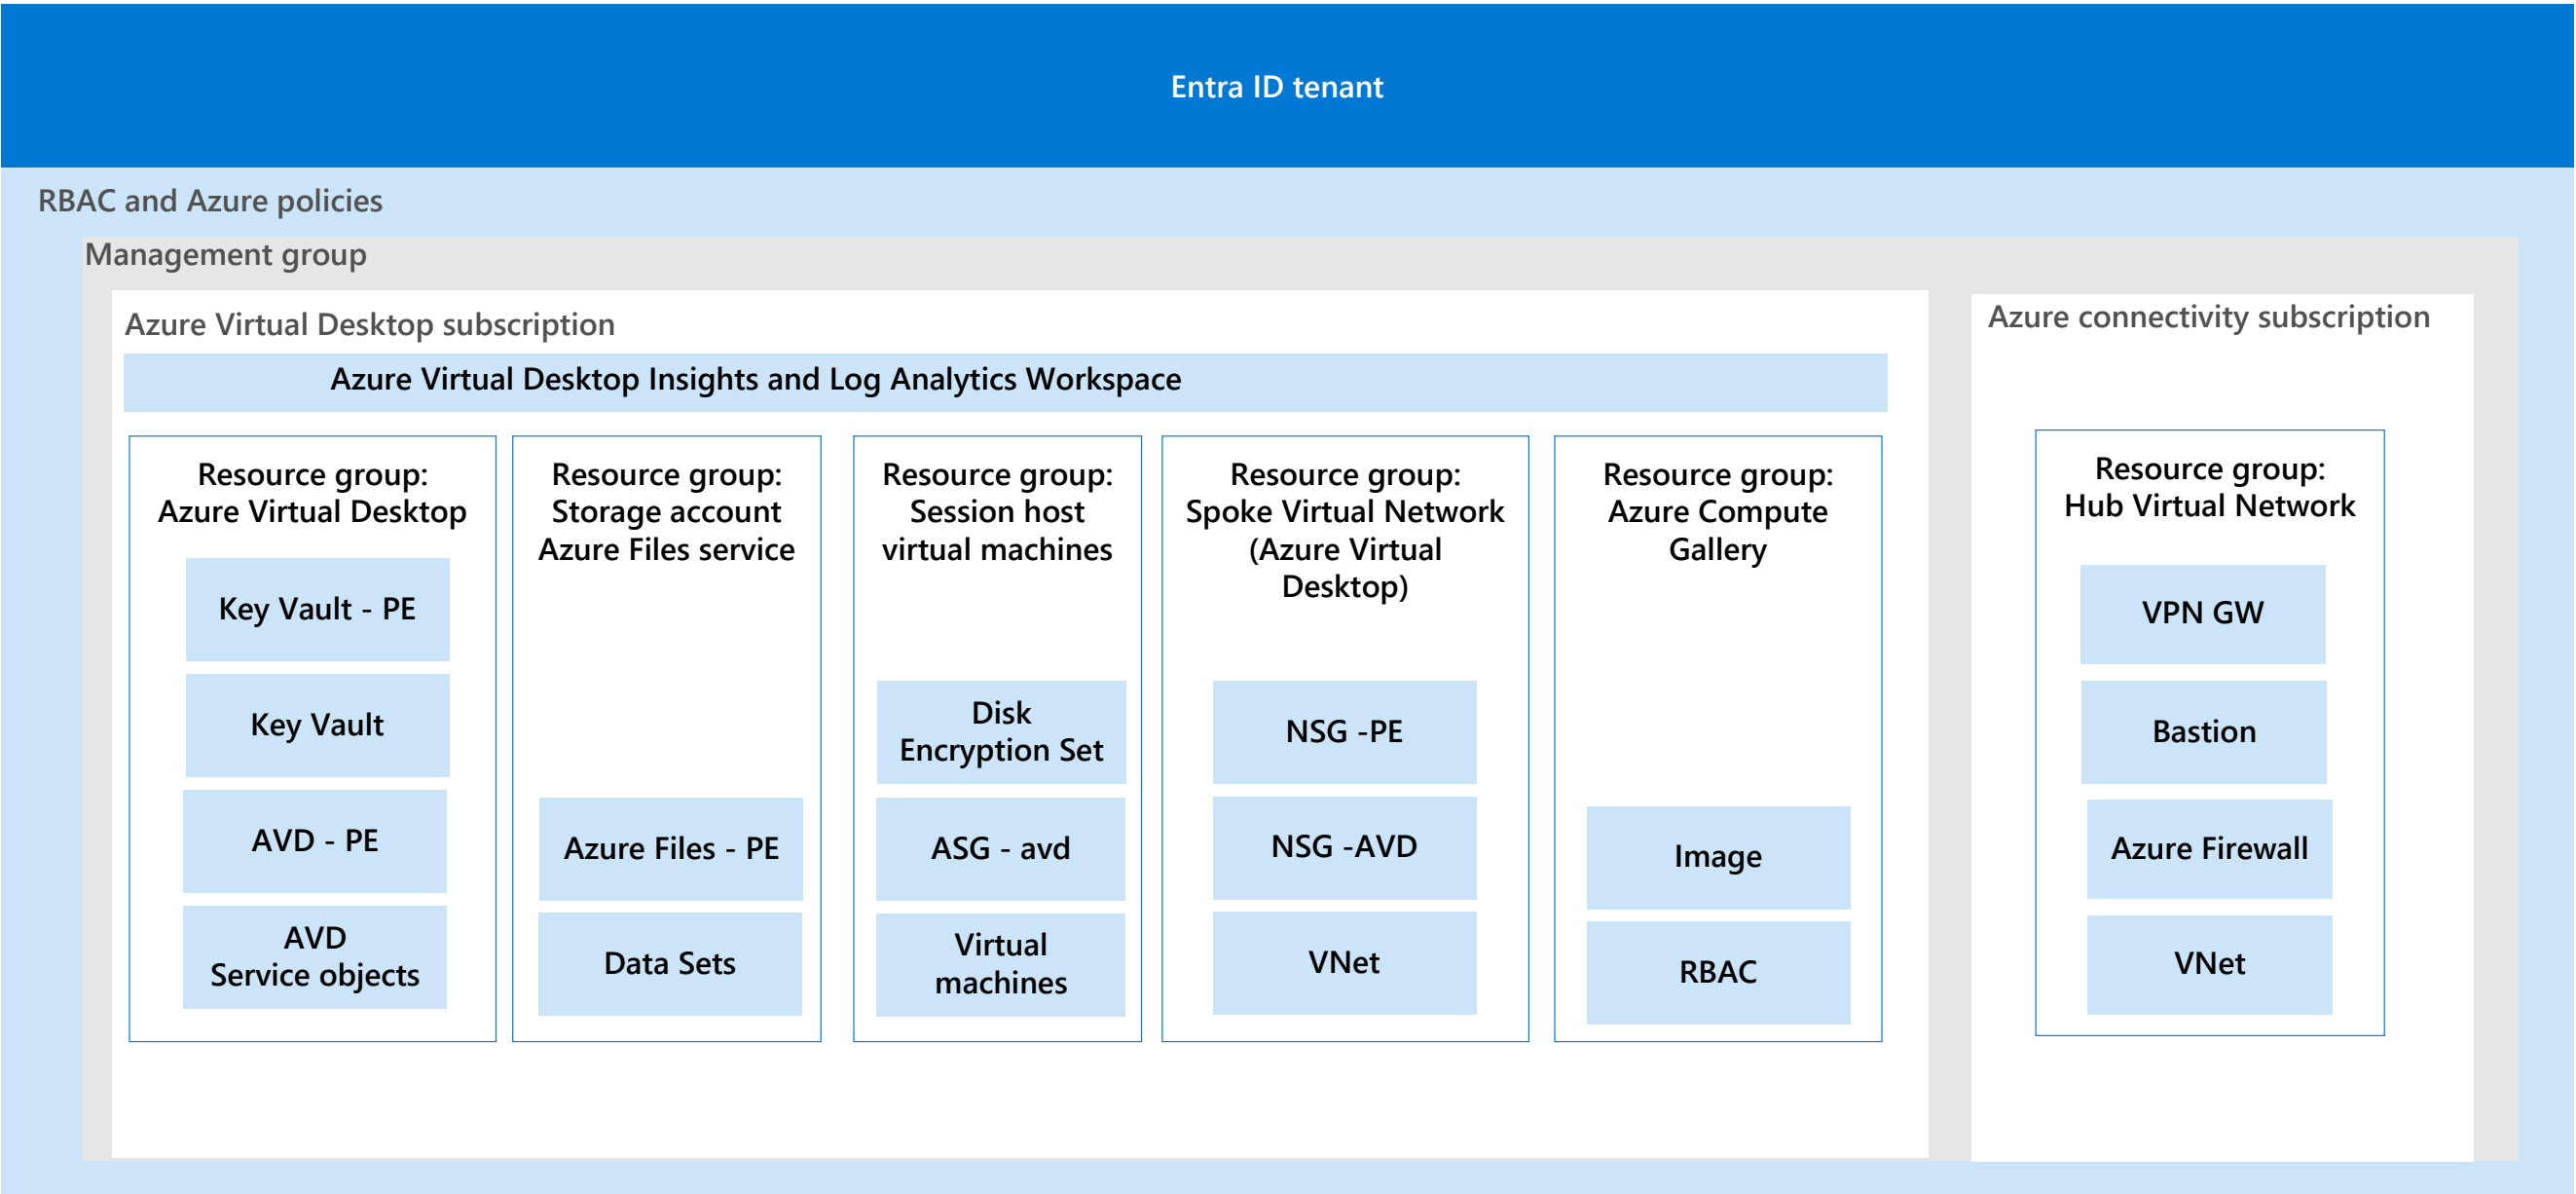 Entra ID tenant
RBAC and Azure policies
Management group
Azure Virtual Desktop subscription
Azure Virtual Desktop Insights and Log Analytics Workspace
Resource group:
Azure Virtual Desktop
Key Vault - PE
Key Vault
AVD - PE
AVD
Service objects
Resource group:
Storage account
Azure Files service
Azure Files - PE
Data Sets
Resource group:
Session host
virtual machines
Disk
Encryption Set
ASG - avd
Virtual
machines
Resource group:
Spoke Virtual Network
(Azure Virtual
Desktop)
NSG -PE
NSG -AVD
VNet
Resource group:
Azure Compute
Gallery
Image
RBAC
Azure connectivity subscription
Resource group:
Hub Virtual Network
VPN GW
Bastion
Azure Firewall
VNet